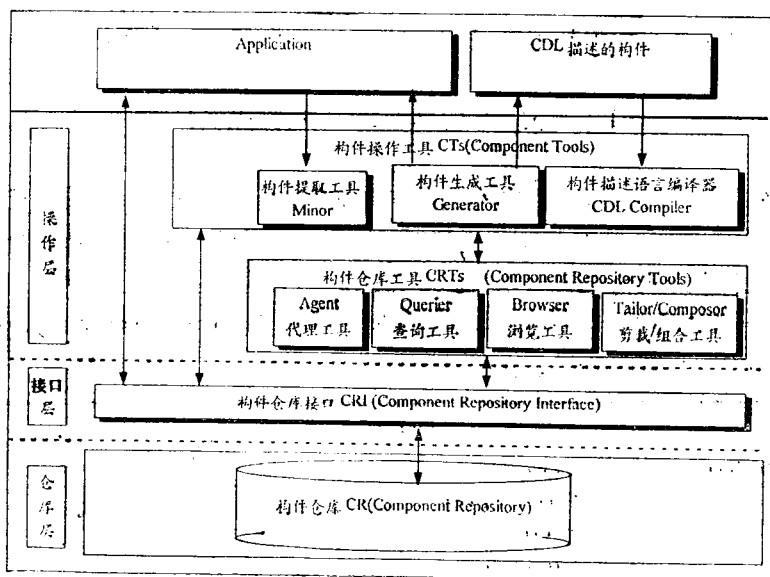 Application
CDL 描述的构件
构件操作工具 CTs(Component Tools)
构件提取工具
Minor
构件生成工具
Generator
构件描述语言编译器
CDL Compiler
操作层
构件仓库工具 CRTs (Component Repository Tools)
Agent
代理工具
Querier
查询工具
Browser
浏览工具
Tailor/Composor
剪裁/组合工具
接口层
构件仓库接口 CRI (Component Repository Interface)
仓库层
构件仓库 CR(Component Repository)